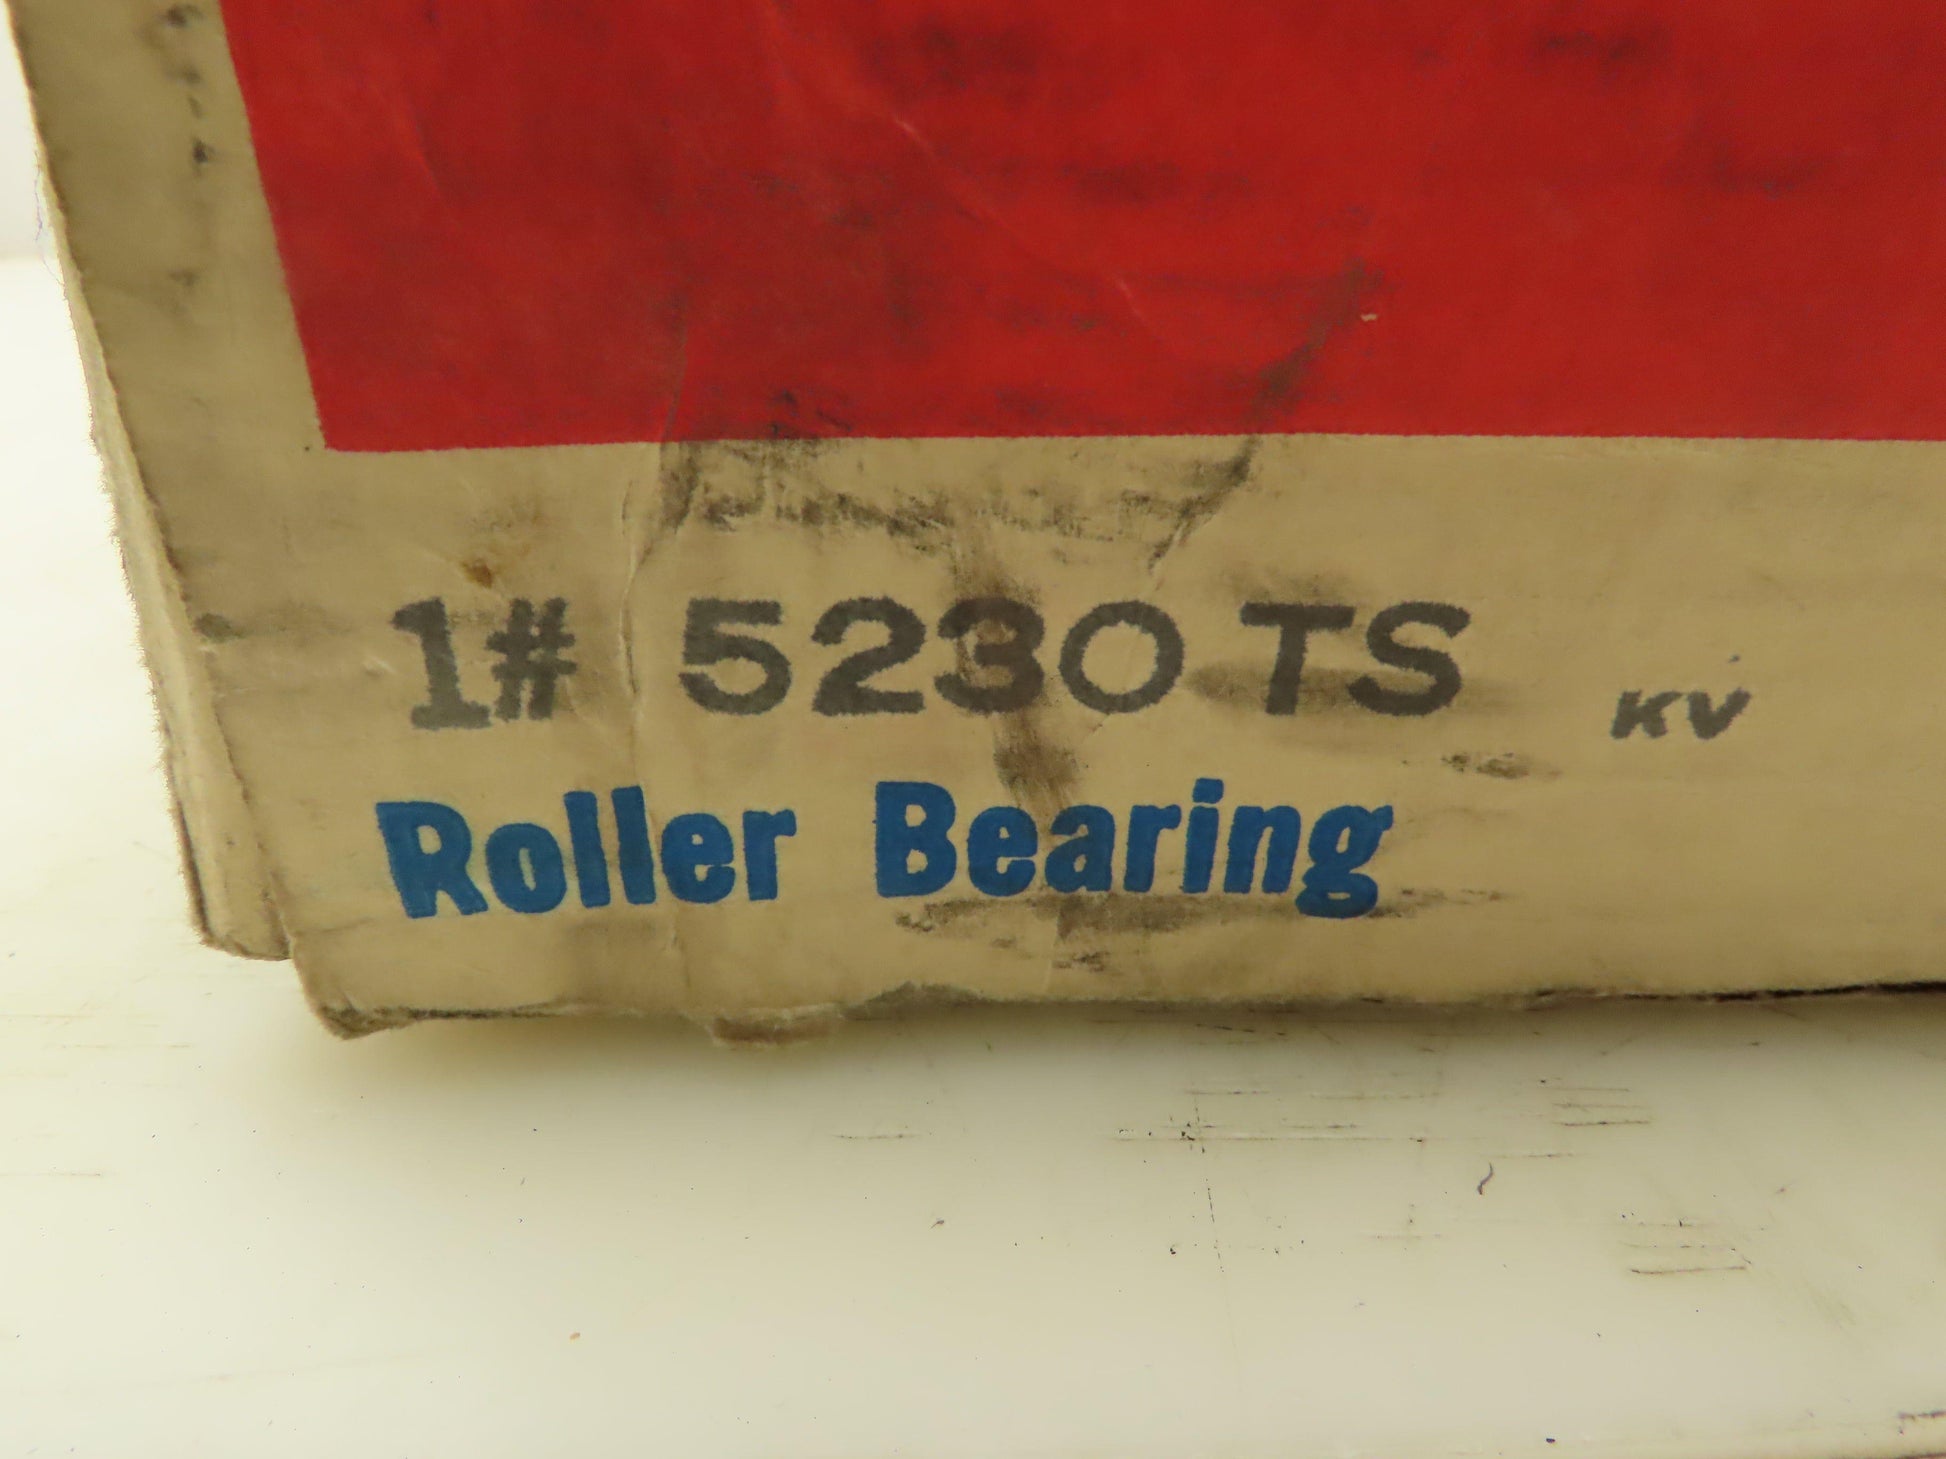 1# 5230 TS KV
Roller Bearing